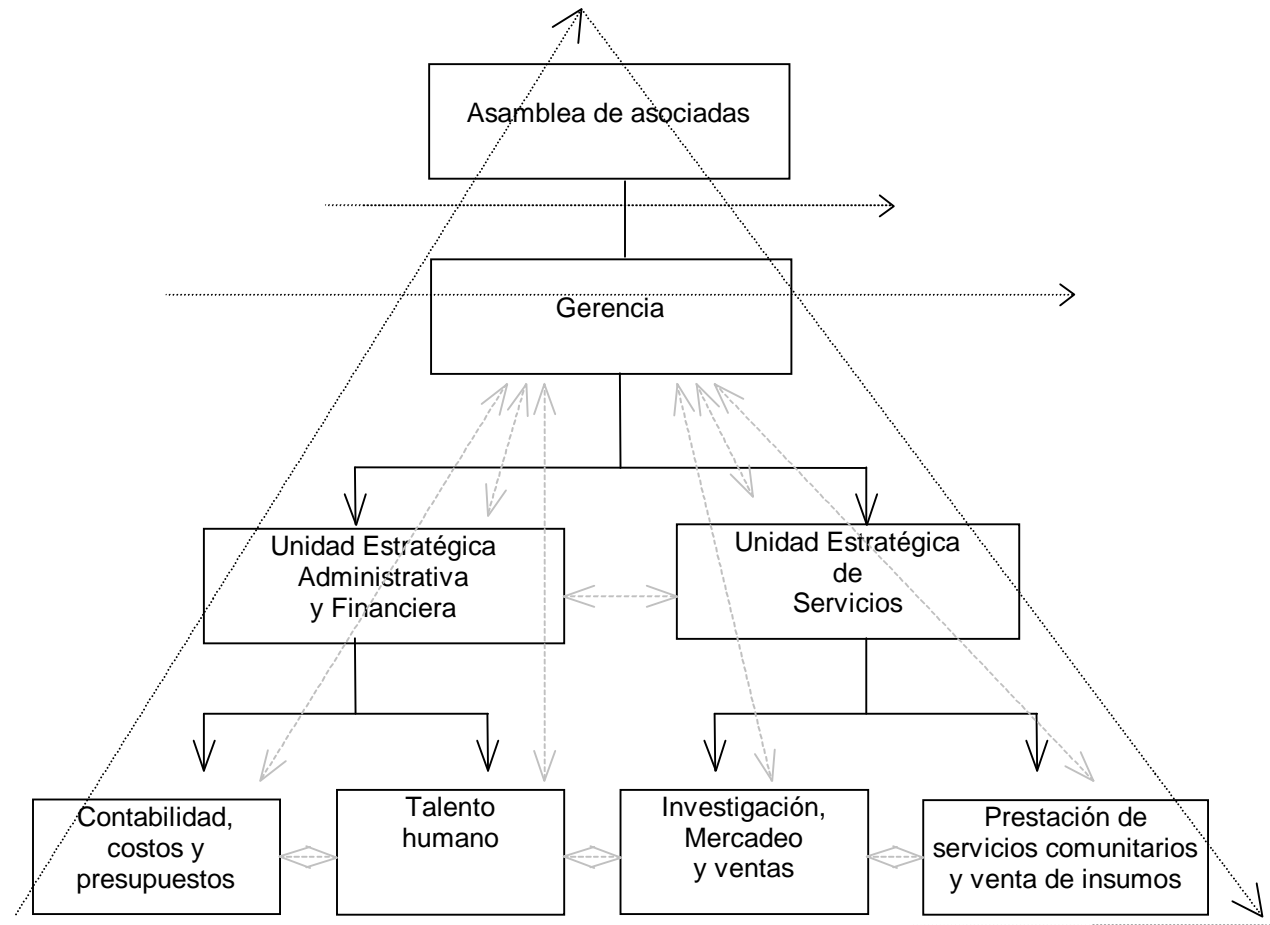 Asamblea de asociadas
Gerencia
Unidad Estratégica
Administrativa
y Financiera
Unidad Estratégica
de
Servicios
Contabilidad,
costos y
presupuestos
Talento
humano
Investigación,
Mercadeo
y ventas
Prestación de
servicios comunitarios
y venta de insumos